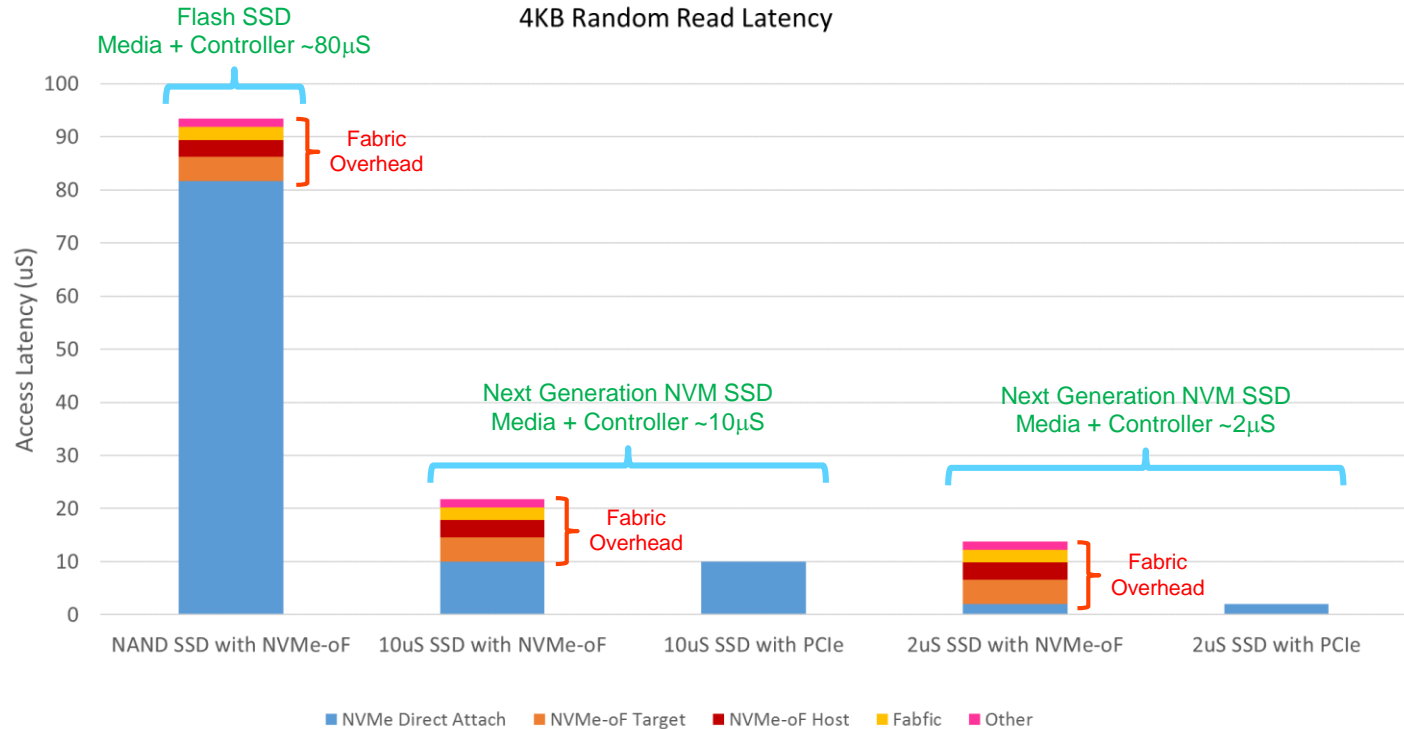 4KB Random Read Latency
Flash SSD
Media + Controller ~80μS
Access Latency (uS)
100
90
80
70
60
50
40
30
20
10
0
Fabric
Overhead
Next Generation NVM SSD
Media + Controller ~10μS
Fabric
Overhead
Next Generation NVM SSD
Media + Controller ~2μS
Fabric
Overhead
NAND SSD with NVMe-oF
10uS SSD with NVMe-oF
10uS SSD with PCIe
2uS SSD with NVMe-oF
2uS SSD with PCIe
NVMe Direct Attach
NVMe-oF Target
NVMe-oF Host
Fabfic
Other